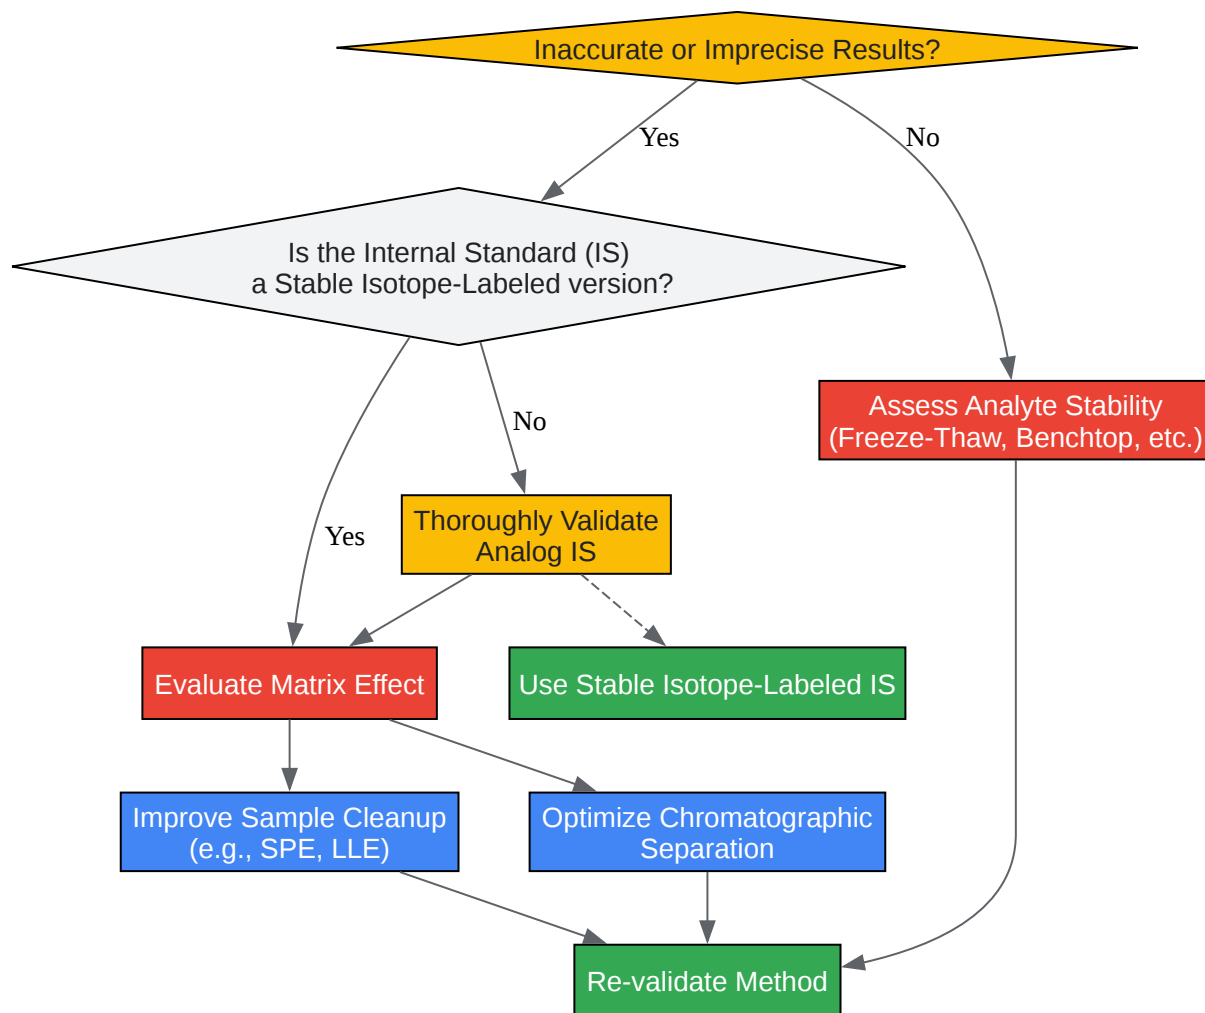 Inaccurate or Imprecise Results?
Yes
No
Is the Internal Standard (IS)
a Stable Isotope-Labeled version?
Assess Analyte Stability
(Freeze-Thaw, Benchtop, etc.)
No
Thoroughly Validate
Analog IS
Yes
Evaluate Matrix Effect
Use Stable Isotope-Labeled IS
Improve Sample Cleanup
(e.g., SPE, LLE)
Optimize Chromatographic
Separation
Re-validate Method